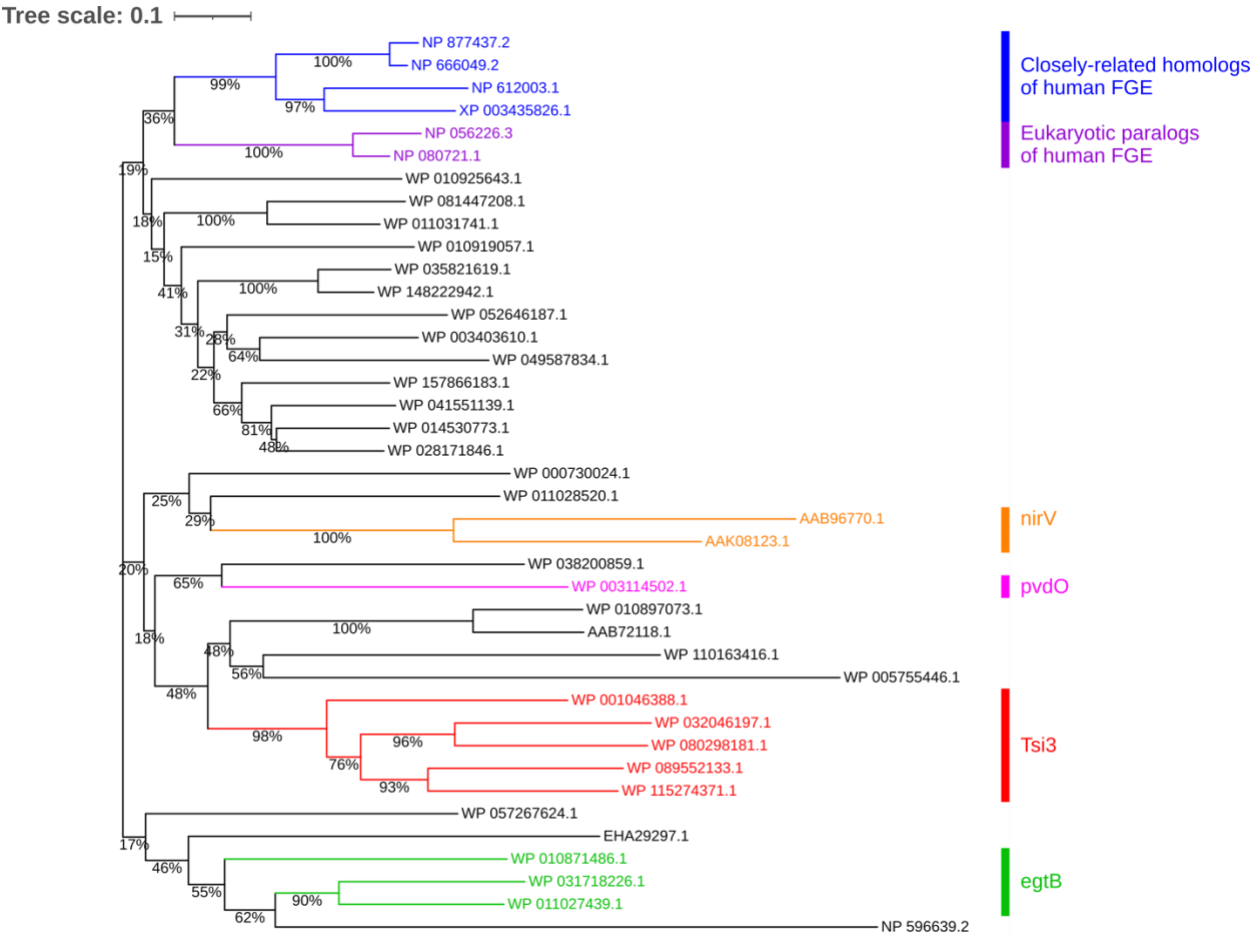 Tree scale: 0.1
NP 877437.2
100%
NP 666049.2
Closely-related homologs
of human FGE
99%
NP 612003.1
97%
XP 003435826.1
36%
NP 056226.3
Eukaryotic paralogs
of human FGE
100%
NP 080721.1
19%
WP 010925643.1
WP 081447208.1
18%
100%
WP 011031741.1
WP 010919057.1
15%
WP 035821619.1
41%
100%
WP 148222942.1
WP 052646187.1
31%
28%
WP 003403610.1
64%
WP 049587834.1
22%
WP 157866183.1
66%
WP 041551139.1
81%
WP 014530773.1
48%
WP 028171846.1
WP 000730024.1
25%
WP 011028520.1
29%
AAB96770.1
nirV
100%
AAK08123.1
WP 038200859.1
20%
65%
WP 003114502.1
pvdO
WP 010897073.1
100%
AAB72118.1
18%
48%
WP 110163416.1
56%
WP 005755446.1
48%
WP 001046388.1
WP 032046197.1
98%
96%
WP 080298181.1
Tsi3
76%
WP 089552133.1
93%
WP 115274371.1
WP 057267624.1
EHA29297.1
17%
WP 010871486.1
46%
WP 031718226.1
egtB
55%
90%
WP 011027439.1
62%
NP 596639.2